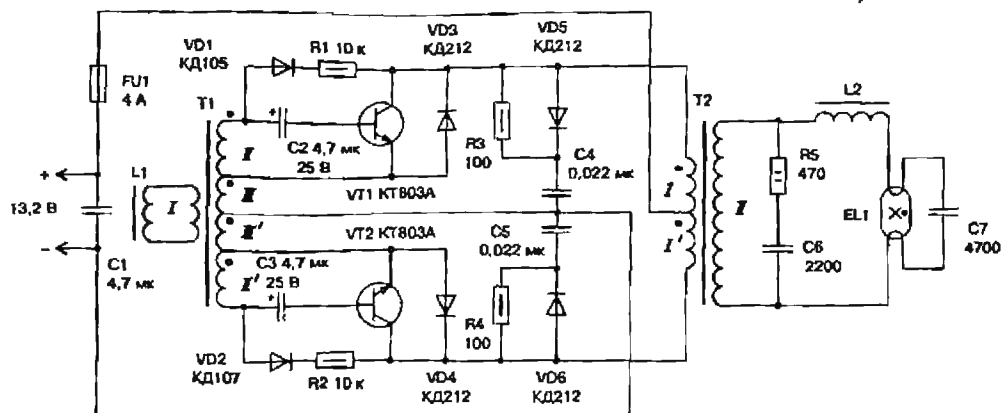 VD1
КД105
R1 10 к
VD3
КД212
VD5
КД212
FU1
4 А
T1
T2
L2
II
C2 4,7 мк
25 В
R3
100
C4
0,022 мк
R5
470
+
L1
I
III
VT1 КТ803А
I
II
EL1
13,2 В
III'
VT2 КТ803А
C5
0,022 мк
I'
C7
4700
−
C1
4,7 мк
II'
C3 4,7 мк
25 В
C6
2200
R4
100
VD2
КД107
R2 10 к
VD4
КД212
VD6
КД212